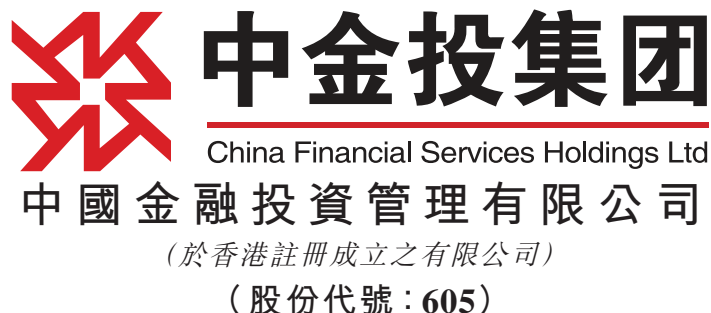 中金投集团
China Financial Services Holdings Ltd
中國金融投資管理有限公司
(於香港註冊成立之有限公司)
(股份代號：605)